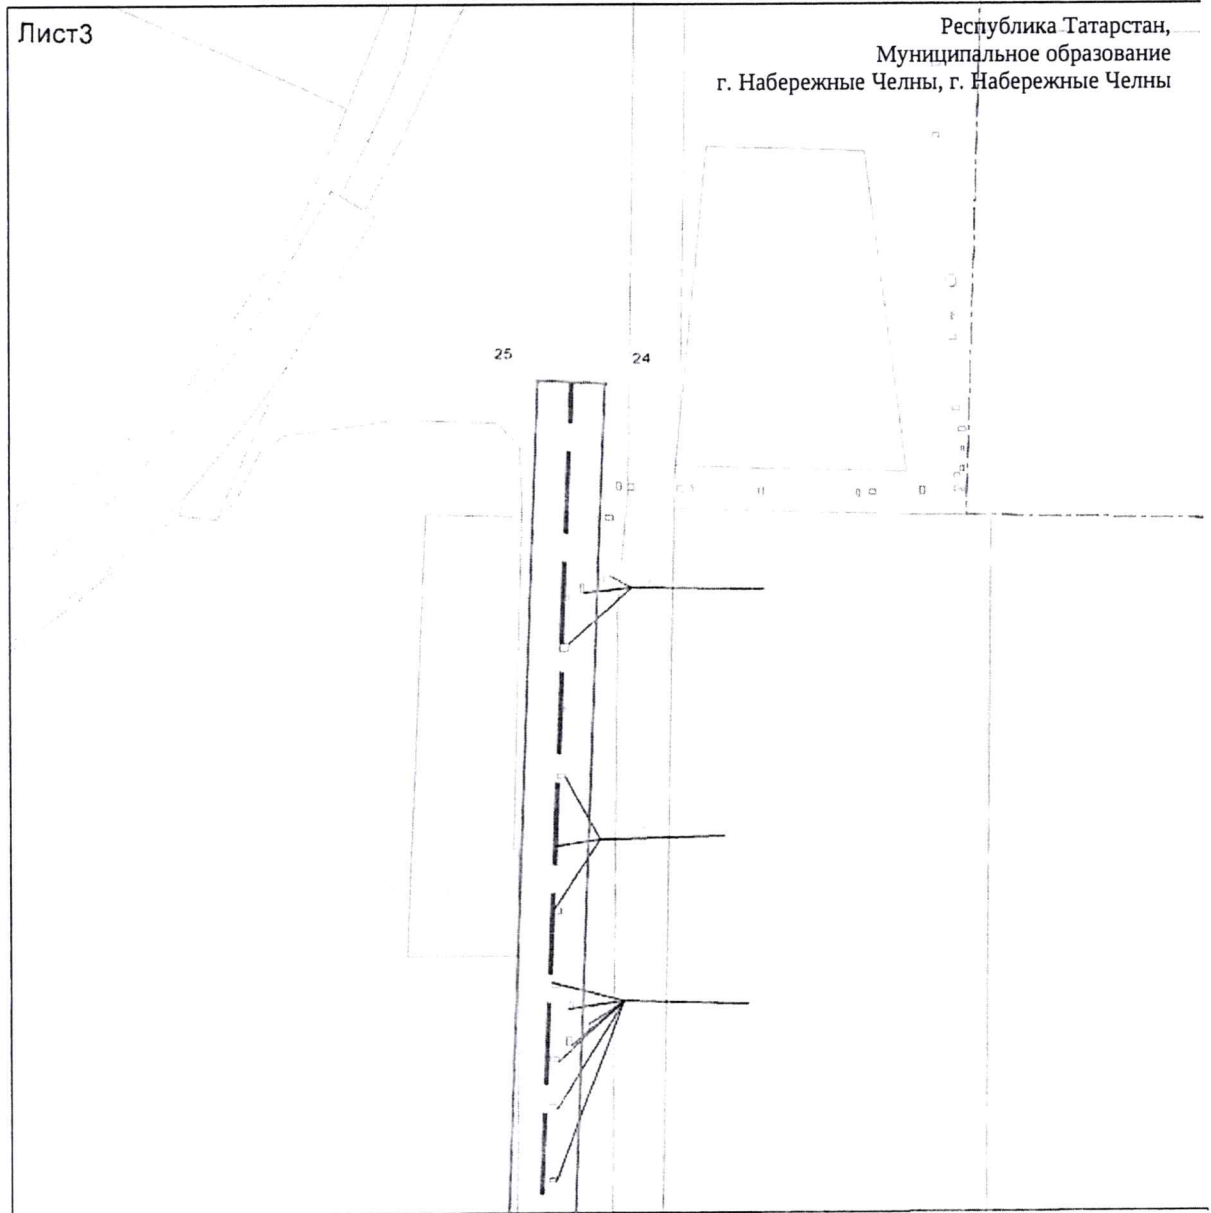 Лист3
Республика Татарстан,
Муниципальное образование
г. Набережные Челны, г. Набережные Челны
25
24